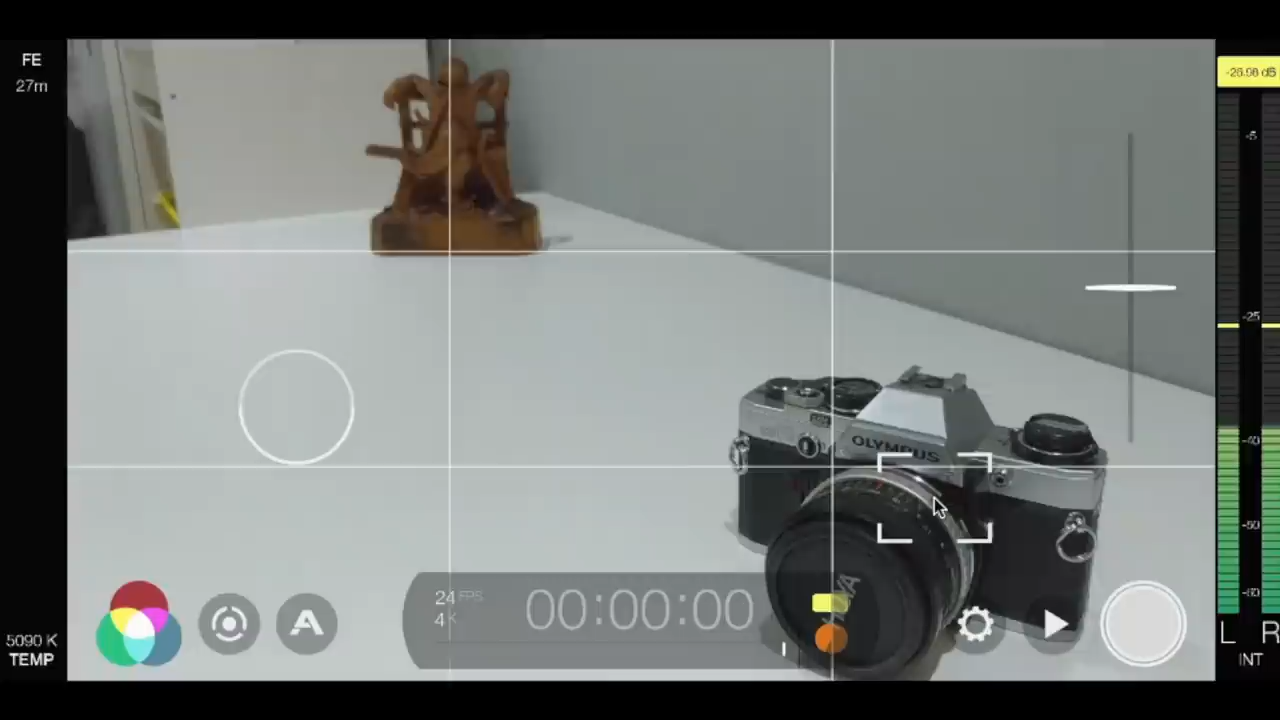 FE
27m
-26.98 dB
-5
-25
-40
-50
-60
OLYMPUS
HOYA
24 FPS
4K
00:00:00
A
5090 K
TEMP
L R
INT